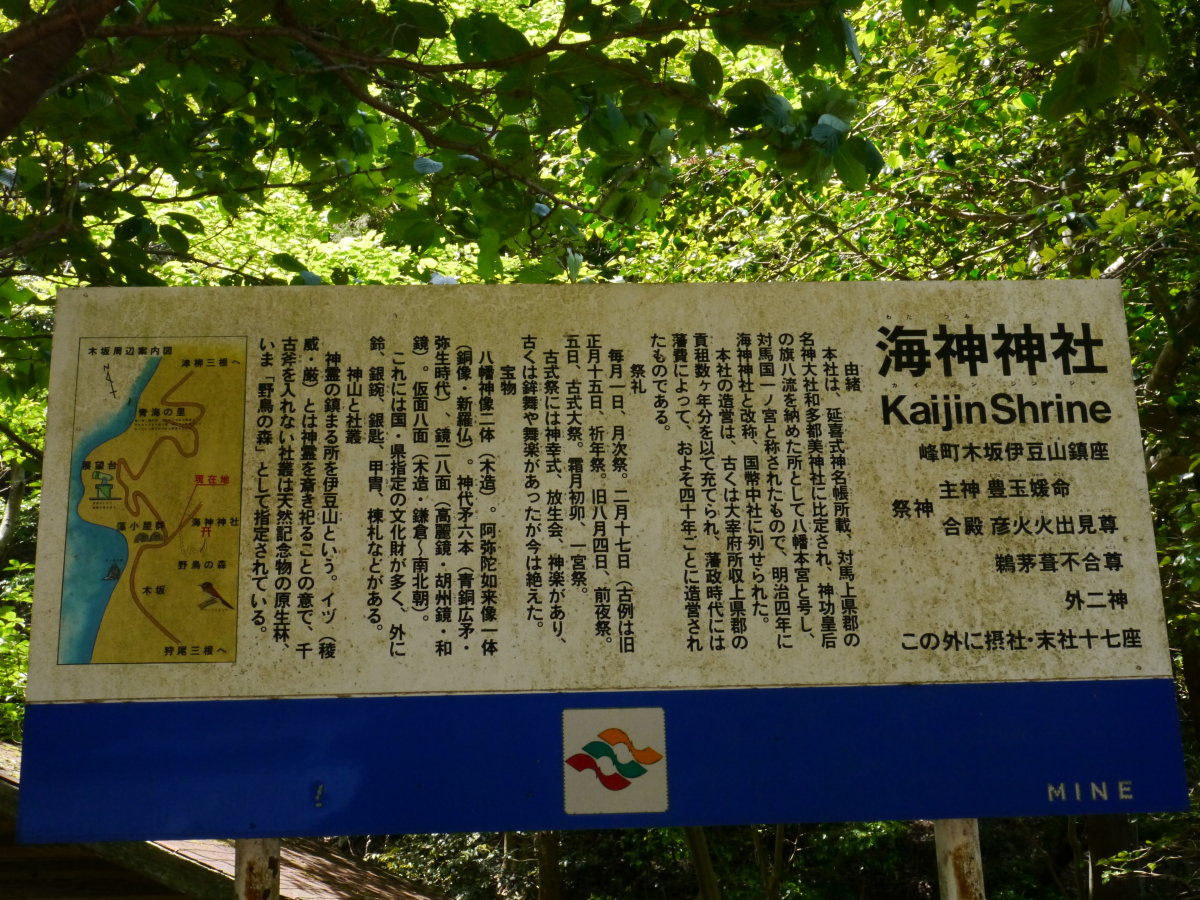 海神神社
わたつみ
Kaijin Shrine
峰町木坂伊豆山鎮座
祭神
主神 豊玉媛命
合殿 彦火火出見尊
鵜茅葺不合尊
外二神
この外に摂社・末社十七座
由緒
本社は、延喜式神名帳所載、対馬上県郡の
名神大社和多都美神社に比定され、神功皇后
の旗八流を納めた所として八幡本宮と号し、
対馬国一ノ宮と称されたもので、明治四年に
海神神社と改称、国幣中社に列せられた。
本社の造営は、古くは大宰府所収上県郡の
貢租数ヶ年分を以て充てられ、藩政時代には
藩費によって、およそ四十年ごとに造営され
たものである。
祭礼
毎月一日、月次祭。二月十七日（古例は旧
正月十五日、祈年祭。旧八月四日、前夜祭。
五日、古式大祭。霜月初卯、一宮祭。
古式祭には神幸式、放生会、神楽があり、
古くは鉾舞や舞楽があったが今は絶えた。
宝物
八幡神像二体（木造）。阿弥陀如来像一体
（銅像・新羅仏）。神代矛六本（青銅広矛・
弥生時代）、鏡二八面（高麗鏡・胡州鏡・和
鏡）。仮面八面（木造・鎌倉～南北朝）。
これには国・県指定の文化財が多く、外に
鈴、銀鋺、銀匙、甲冑、棟札などがある。
神山と社叢
神霊の鎮まる所を伊豆山という。イヅ（稜
威・厳）とは神霊を斎き祀ることの意で、千
古斧を入れない社叢は天然記念物の原生林、
いま「野鳥の森」として指定されている。
木坂周辺案内図
津柳三根へ
青海の里
展望台
現在地
藻小屋群
海神神社
野鳥の森
木坂
狩尾三根へ
MINE